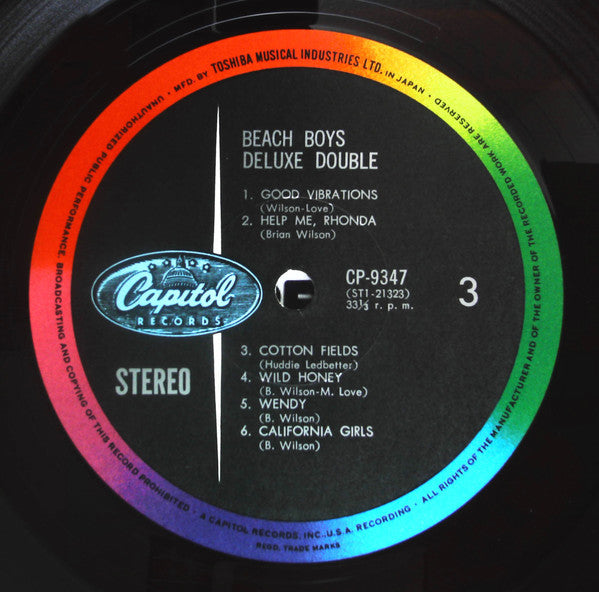 UNAUTHORIZED PUBLIC PERFORMANCE, BROADCASTING AND COPYING OF THIS RECORD PROHIBITED · MFD. BY TOSHIBA MUSICAL INDUSTRIES LTD. IN JAPAN · ALL RIGHTS OF THE MANUFACTURER AND OF THE OWNER OF THE RECORDED WORK ARE RESERVED
BEACH BOYS
DELUXE DOUBLE
1. GOOD VIBRATIONS
(Wilson-Love)
2. HELP ME, RHONDA
(Brian Wilson)
Capitol
RECORDS
CP-9347
(ST1-21323)
33⅓ r. p. m.
3
STEREO
3. COTTON FIELDS
(Huddie Ledbetter)
4. WILD HONEY
(B. Wilson-M. Love)
5. WENDY
(B. Wilson)
6. CALIFORNIA GIRLS
(B. Wilson)
· A CAPITOL RECORDS, INC., U.S.A. RECORDING ·
REGD. TRADE MARKS